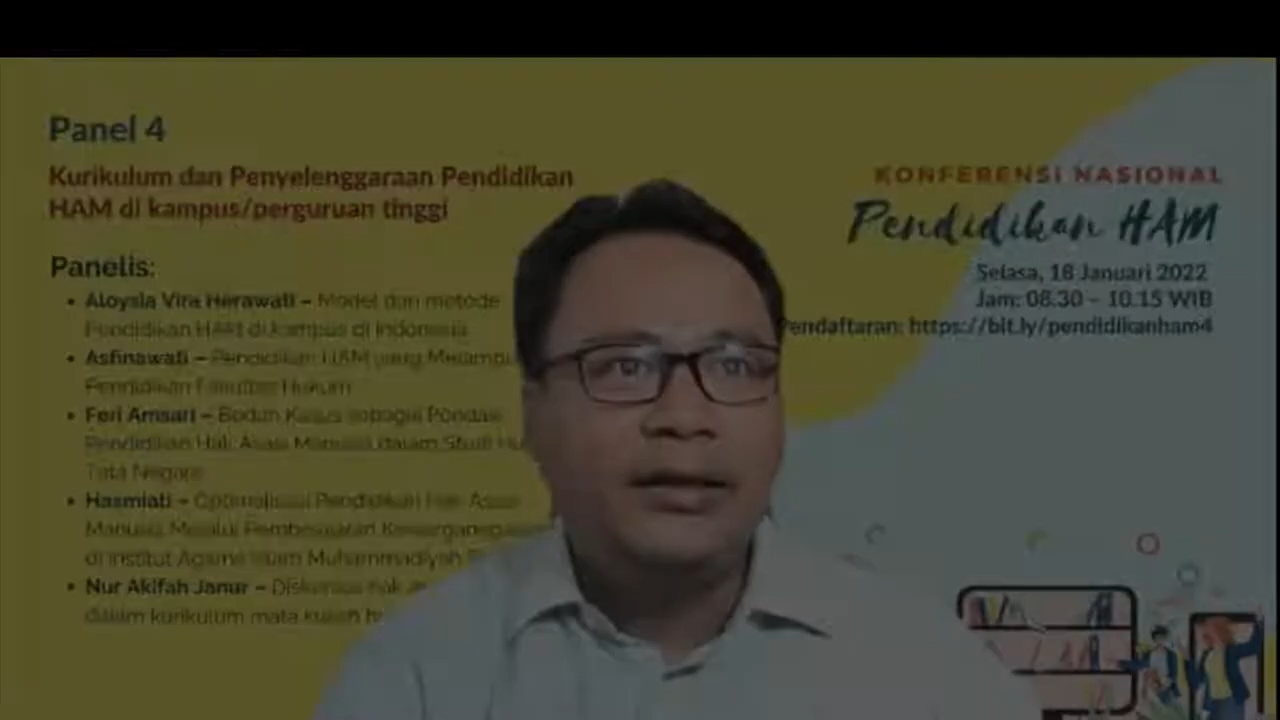 Panel 4
Kurikulum dan Penyelenggaraan Pendidikan
HAM di kampus/perguruan tinggi
Panelis:
• Aloysia Vira Herawati – Model dan metode
Pendidikan HAM di kampus di Indonesia
• Asfinawati – Pendidikan HAM yang Melampu
Pendidikan Fakultas Hukum
• Feri Amsari – Bedah Kasus sebagai Pondasi
Pendidikan Hak Asasi Manusia dalam Studi Hu
Tata Negara
• Hasmiati – Optimalisasi Pendidikan Hak Asasi
Manusia Melalui Pembelajaran Kewarganegara
di Institut Agama Islam Muhammadiyah
• Nur Akifah Janur – Diskursus hak
dalam kurikulum mata kuliah
KONFERENSI NASIONAL
Pendidikan HAM
Selasa, 18 Januari 2022
Jam: 08.30 – 10.15 WIB
Pendaftaran: https://bit.ly/pendidikanham4